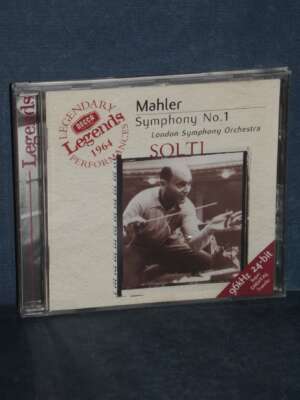 Legends
LEGENDARY
DECCA
Legends
1964
PERFORMANCES
Mahler
Symphony No.1
London Symphony Orchestra
SOLTI
96kHz 24-bit